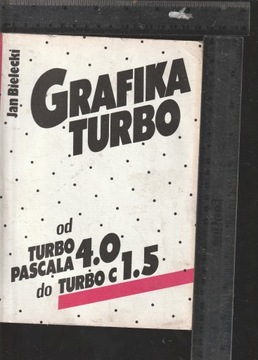 Jan Bielecki
GRAFIKA
TURBO
od
TURBO
PASCALA 4.0
do TURBO C 1.5